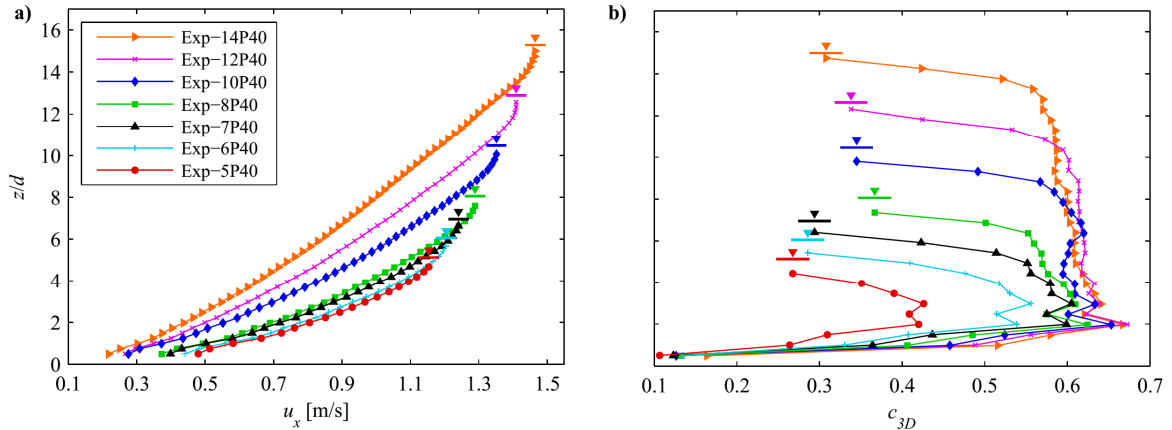 a)
16
14
12
10
8
6
4
2
0
z/d
Exp−14P40
Exp−12P40
Exp−10P40
Exp−8P40
Exp−7P40
Exp−6P40
Exp−5P40
0.1 0.3 0.5 0.7 0.9 1.1 1.3 1.5
u_x [m/s]
b)
0.1 0.3 0.4 0.5 0.6 0.7
c_3D